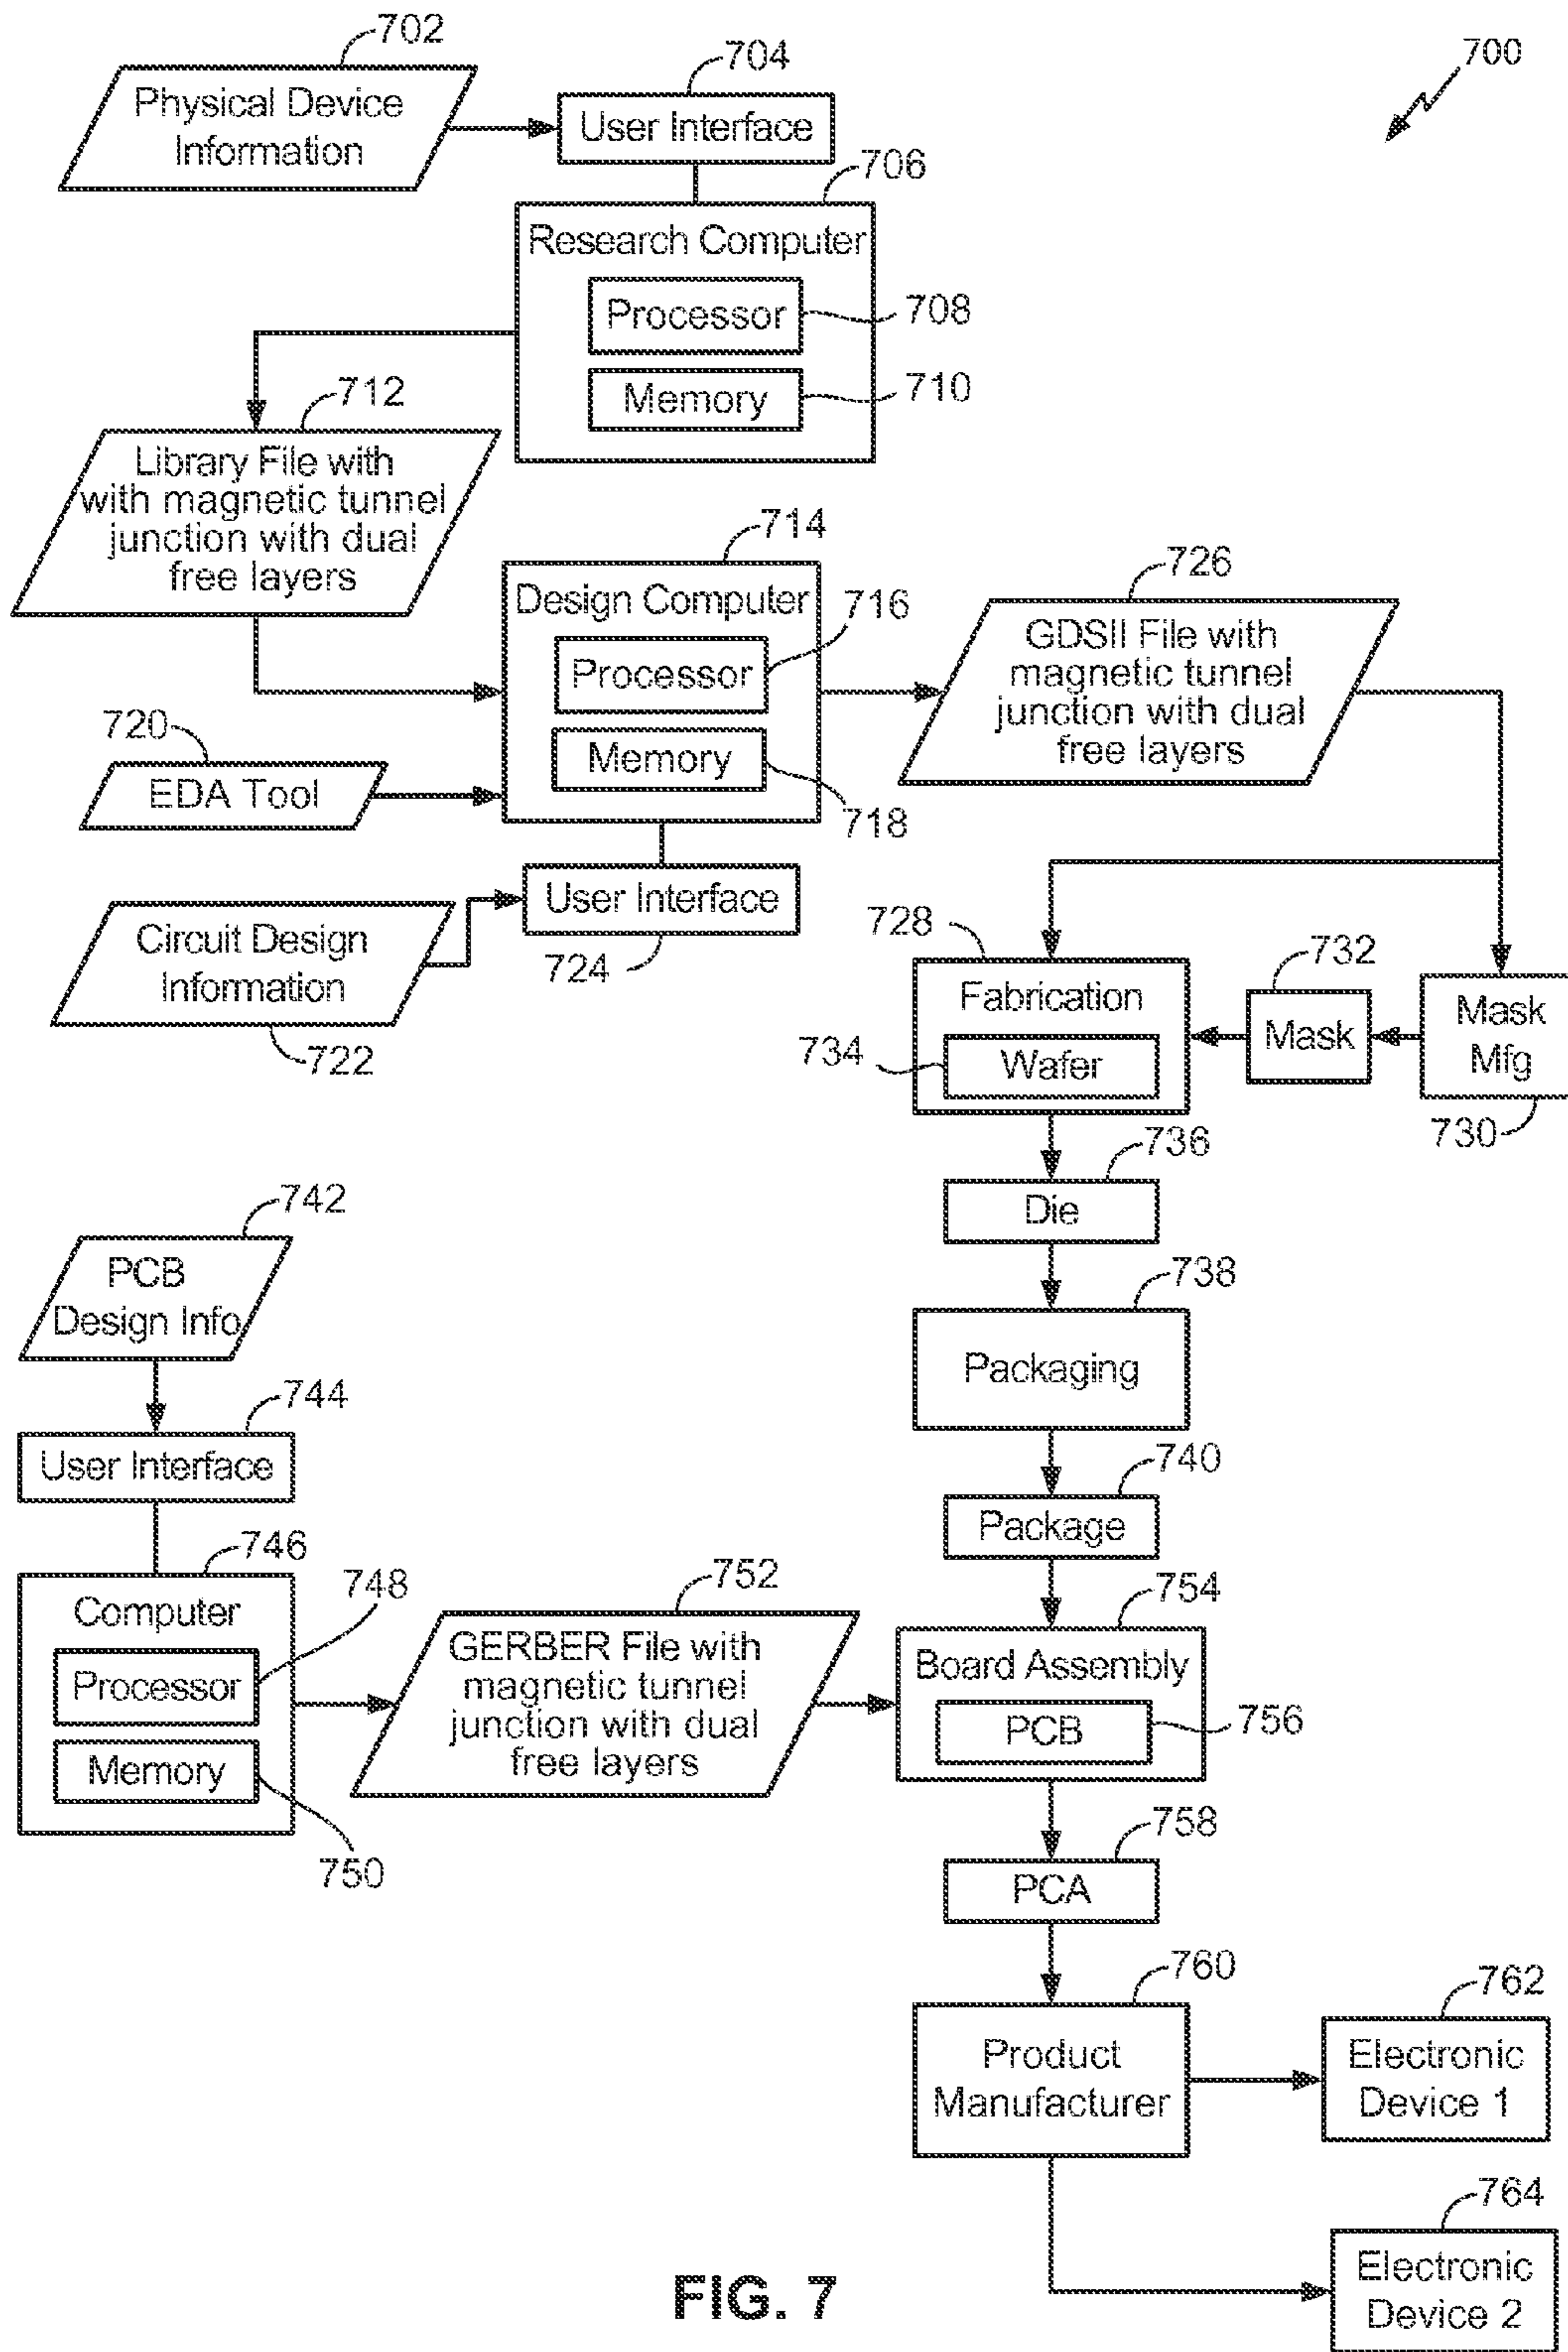 702
704
700
Physical Device
Information
User Interface
706
Research Computer
Processor
708
Memory
710
712
Library File with
with magnetic tunnel
junction with dual
free layers
714
Design Computer
716
Processor
Memory
718
726
GDSII File with
magnetic tunnel
junction with dual
free layers
720
EDA Tool
User Interface
724
Circuit Design
Information
722
728
Fabrication
734
Wafer
732
Mask
Mask
Mfg
730
736
Die
738
Packaging
740
Package
742
PCB
Design Info
744
User Interface
746
Computer
748
Processor
Memory
750
752
GERBER File with
magnetic tunnel
junction with dual
free layers
754
Board Assembly
PCB
756
758
PCA
760
Product
Manufacturer
762
Electronic
Device 1
764
Electronic
Device 2
FIG. 7